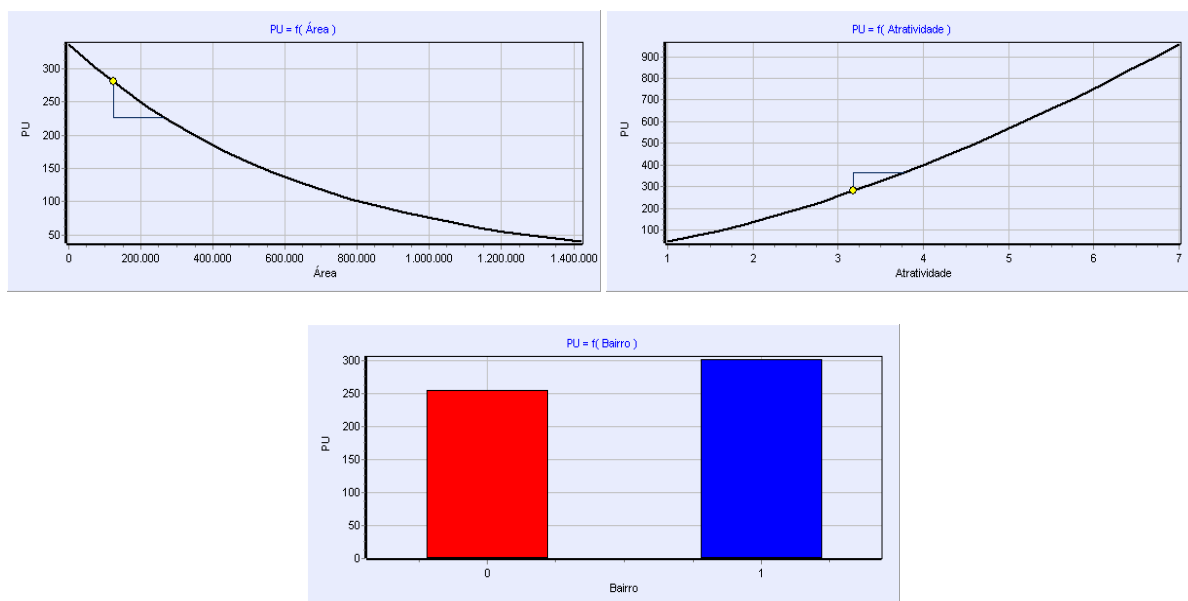 PU = f( Área )
300
250
200
150
100
50
PU
0 200.000 400.000 600.000 800.000 1.000.000 1.200.000 1.400.000
Área
PU = f( Atratividade )
900
800
700
600
500
400
300
200
100
PU
1 2 3 4 5 6 7
Atratividade
PU = f( Bairro )
300
250
200
150
100
50
0
PU
0 1
Bairro